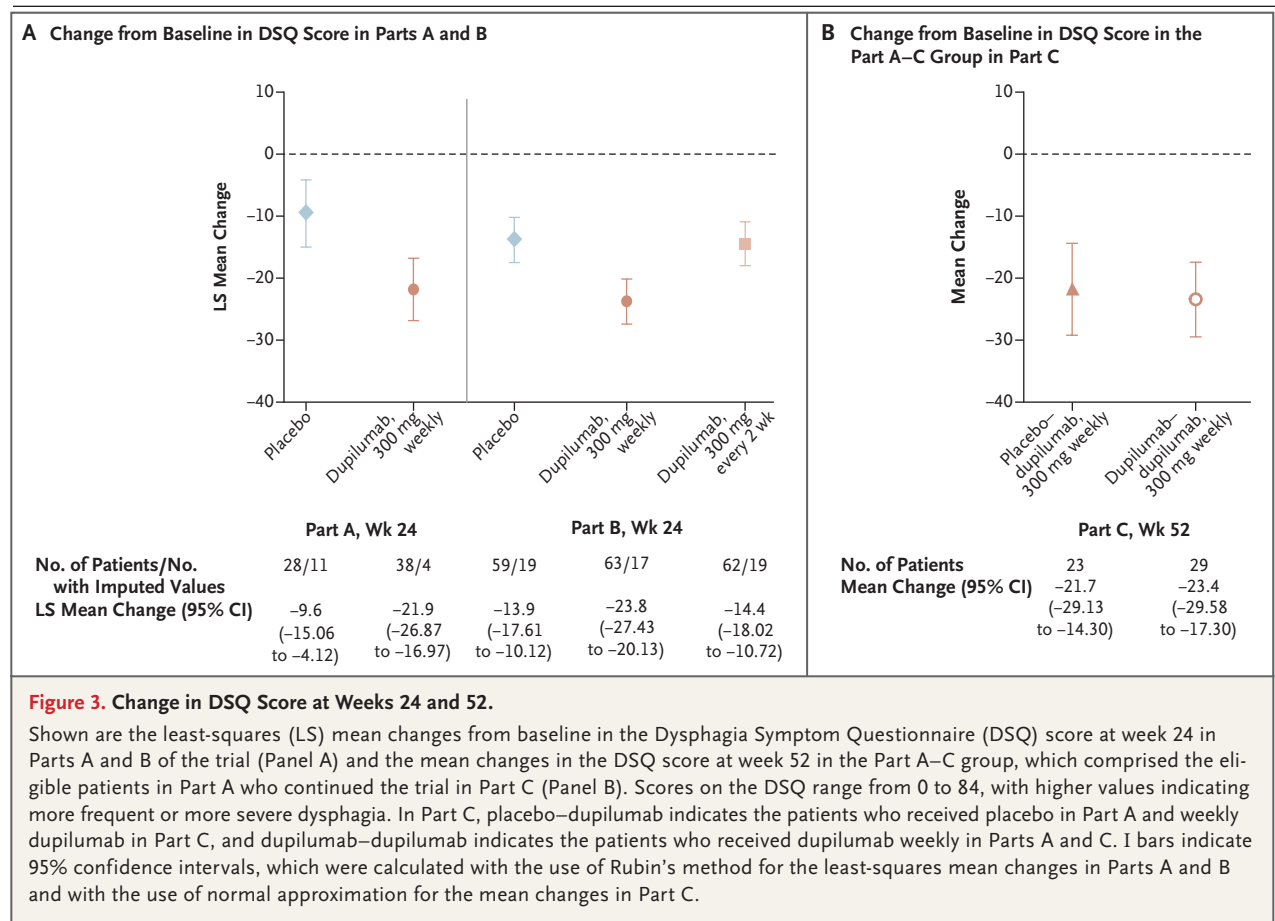 A Change from Baseline in DSQ Score in Parts A and B
10
0
–10
–20
–30
–40
LS Mean Change
Placebo
Dupilumab,
300 mg
weekly
Placebo
Dupilumab,
300 mg
weekly
Dupilumab,
300 mg
every 2 wk
Part A, Wk 24
Part B, Wk 24
No. of Patients/No.
with Imputed Values
28/11
38/4
59/19
63/17
62/19
LS Mean Change (95% CI)
–9.6
(–15.06
to –4.12)
–21.9
(–26.87
to –16.97)
–13.9
(–17.61
to –10.12)
–23.8
(–27.43
to –20.13)
–14.4
(–18.02
to –10.72)
B Change from Baseline in DSQ Score in the
Part A–C Group in Part C
10
0
–10
–20
–30
–40
Mean Change
Placebo–
dupilumab,
300 mg weekly
Dupilumab–
dupilumab,
300 mg weekly
Part C, Wk 52
No. of Patients
23
29
Mean Change (95% CI)
–21.7
(–29.13
to –14.30)
–23.4
(–29.58
to –17.30)
Figure 3. Change in DSQ Score at Weeks 24 and 52.
Shown are the least-squares (LS) mean changes from baseline in the Dysphagia Symptom Questionnaire (DSQ) score at week 24 in
Parts A and B of the trial (Panel A) and the mean changes in the DSQ score at week 52 in the Part A–C group, which comprised the eli-
gible patients in Part A who continued the trial in Part C (Panel B). Scores on the DSQ range from 0 to 84, with higher values indicating
more frequent or more severe dysphagia. In Part C, placebo–dupilumab indicates the patients who received placebo in Part A and weekly
dupilumab in Part C, and dupilumab–dupilumab indicates the patients who received dupilumab weekly in Parts A and C. I bars indicate
95% confidence intervals, which were calculated with the use of Rubin’s method for the least-squares mean changes in Parts A and B
and with the use of normal approximation for the mean changes in Part C.